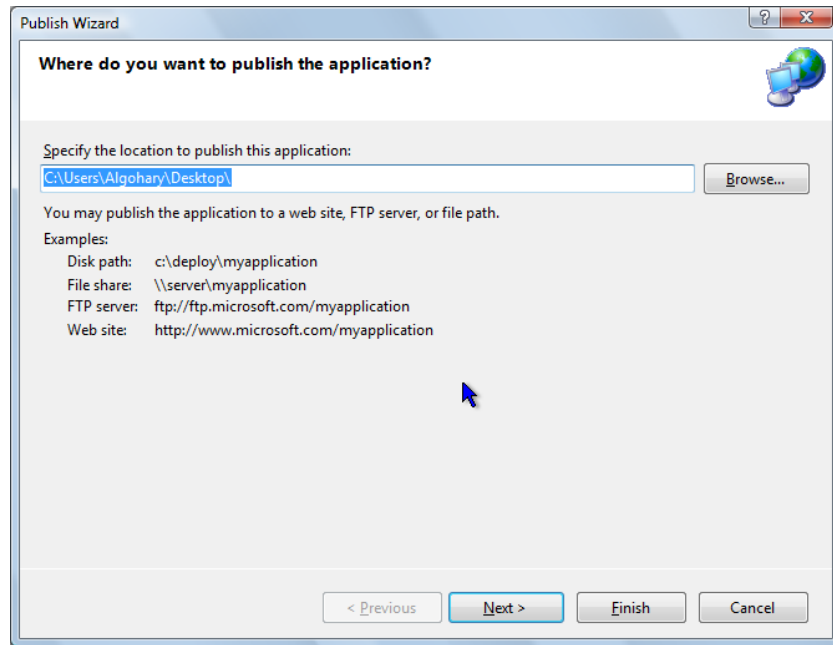 Publish Wizard
Where do you want to publish the application?
Specify the location to publish this application:
C:\Users\Algohary\Desktop\
Browse...
You may publish the application to a web site, FTP server, or file path.
Examples:
Disk path: c:\deploy\myapplication
File share: \\server\myapplication
FTP server: ftp://ftp.microsoft.com/myapplication
Web site: http://www.microsoft.com/myapplication
< Previous Next > Finish Cancel